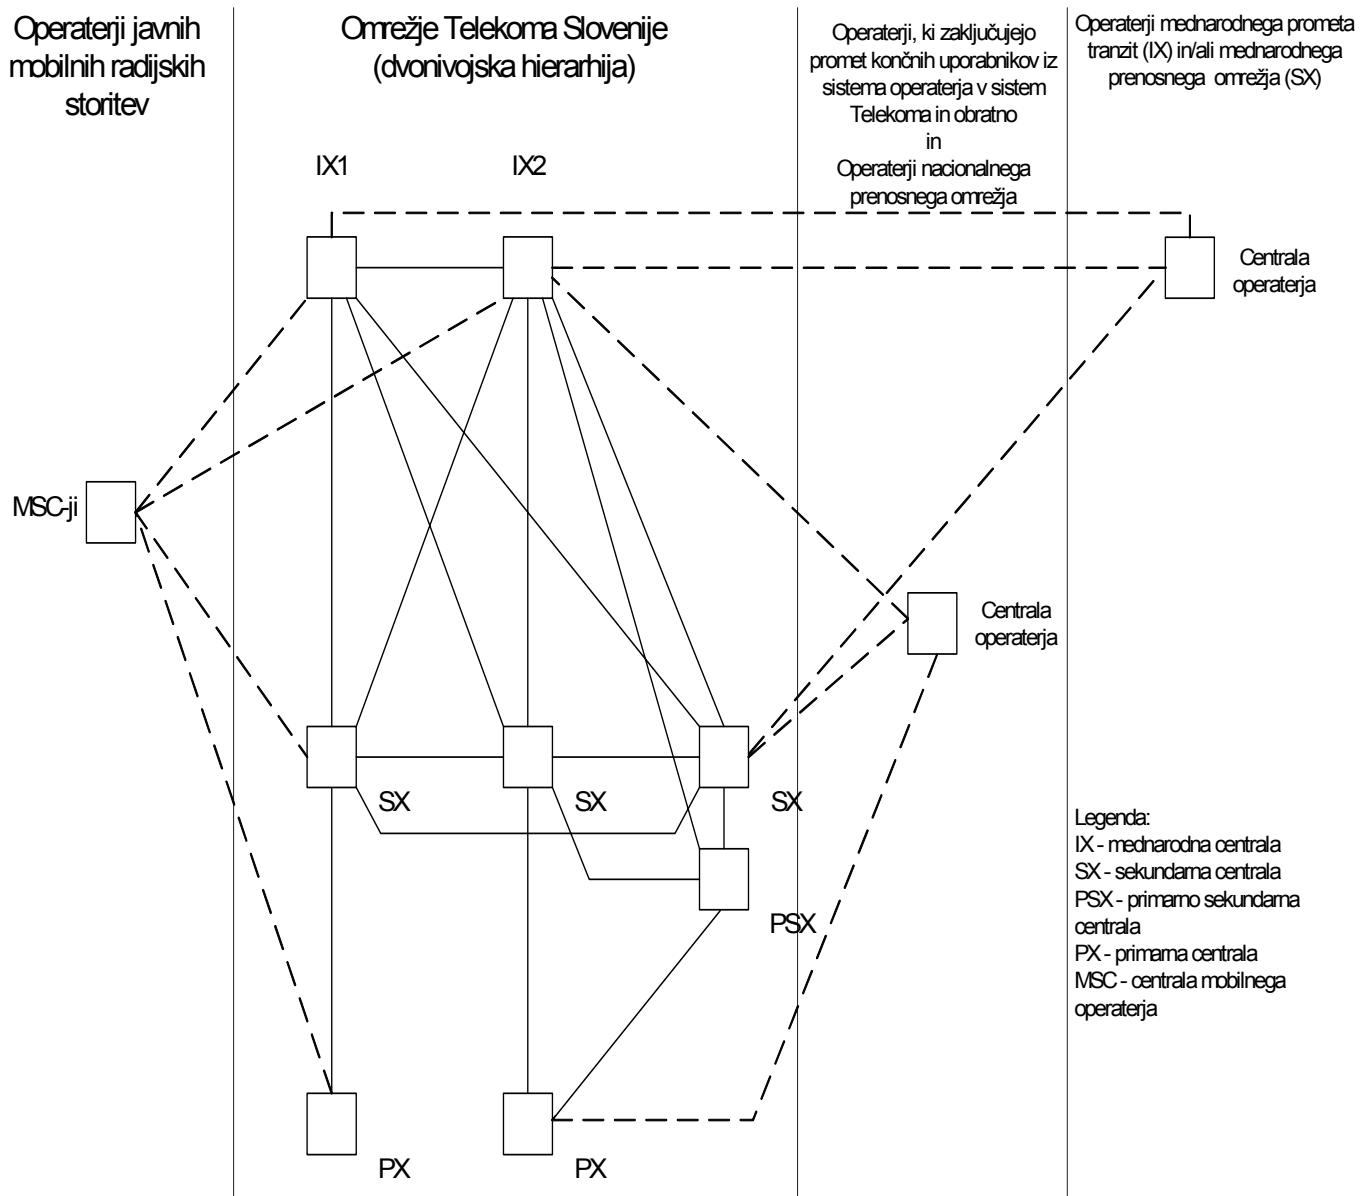 Operaterji javnih
mobilnih radijskih
storitev
Omrežje Telekoma Slovenije
(dvonivojska hierarhija)
Operaterji, ki zaključujejo
promet končnih uporabnikov iz
sistema operaterja v sistem
Telekoma in obratno
in
Operaterji nacionalnega
prenosnega omrežja
Operaterji mednarodnega prometa
tranzit (IX) in/ali mednarodnega
prenosnega omrežja (SX)
IX1
IX2
Centrala
operaterja
MSC-ji
Centrala
operaterja
SX
SX
SX
PSX
PX
PX
Legenda:
IX - mednarodna centrala
SX - sekundarna centrala
PSX - primarno sekundarna
centrala
PX - primarna centrala
MSC - centrala mobilnega
operaterja